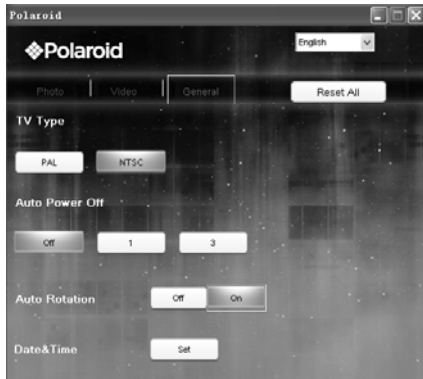 Polaroid
Polaroid
English
Photo Video General
Reset All
TV Type
PAL NTSC
Auto Power Off
Off 1 3
Auto Rotation Off On
Date&Time Set